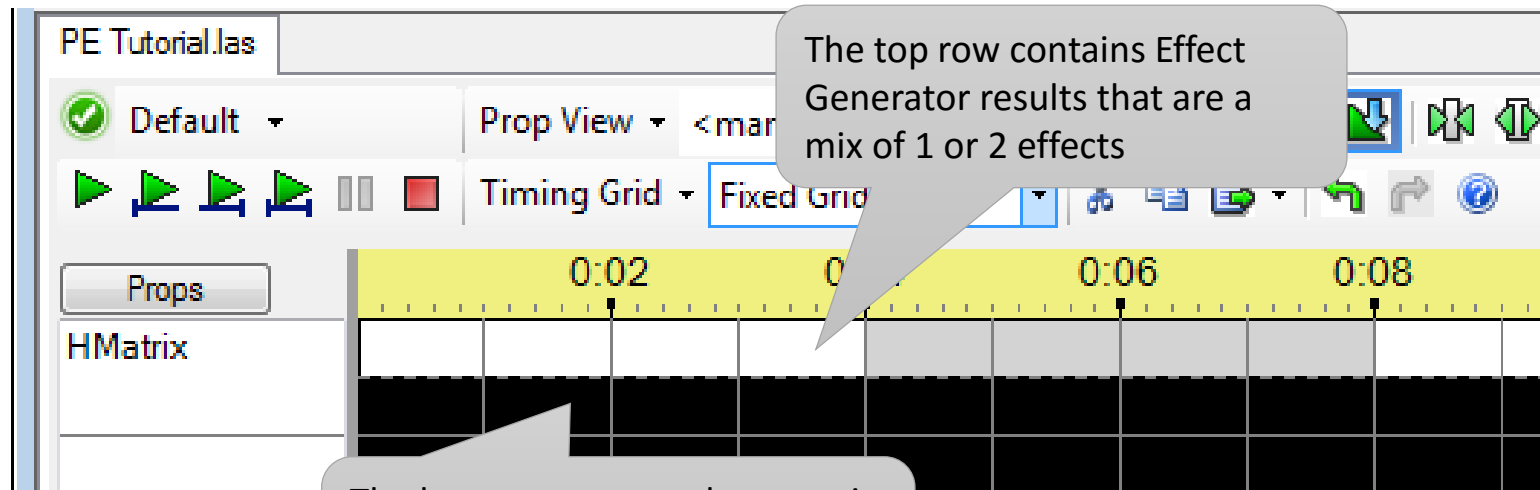 PE Tutorial.las
The top row contains Effect
Generator results that are a
mix of 1 or 2 effects
Default
Prop View
Timing Grid
Fixed Grid
Props
0:02
0:06
0:08
HMatrix